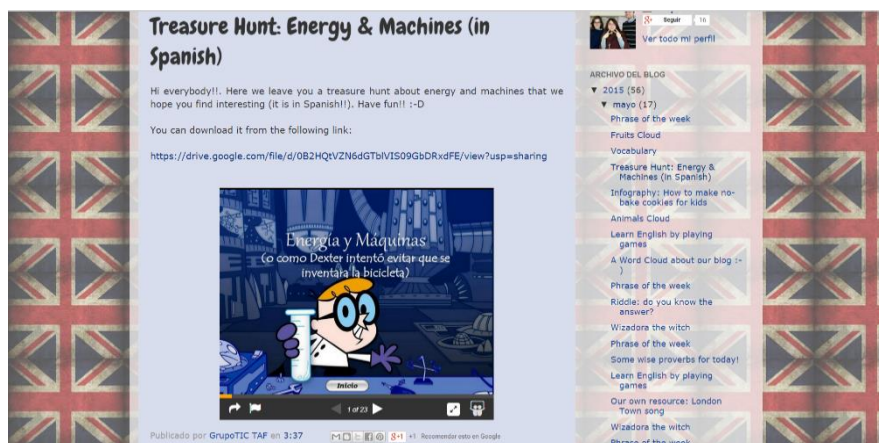 Treasure Hunt: Energy & Machines (in
Spanish)
Hi everybody!!. Here we leave you a treasure hunt about energy and machines that we
hope you find interesting (it is in Spanish!!). Have fun!! :-D
You can download it from the following link:
https://drive.google.com/file/d/0B2HQtVZN6dGTblVIS09GbDRxdFE/view?usp=sharing
Energía y Máquinas
(o como Dexter intentó evitar que se
inventara la bicicleta)
Inicio
1 of 23
Publicado por GrupoTIC TAF en 3:37
g+1 +1 Recomendar esto en Google
g+ Seguir 16
Ver todo mi perfil
ARCHIVO DEL BLOG
▼ 2015 (56)
▼ mayo (17)
Phrase of the week
Fruits Cloud
Vocabulary
Treasure Hunt: Energy &
Machines (in Spanish)
Infography: How to make no-
bake cookies for kids
Animals Cloud
Learn English by playing
games
A Word Cloud about our blog :-
)
Phrase of the week
Riddle: do you know the
answer?
Wizadora the witch
Phrase of the week
Some wise proverbs for today!
Learn English by playing
games
Our own resource: London
Town song
Wizadora the witch
Phrase of the week